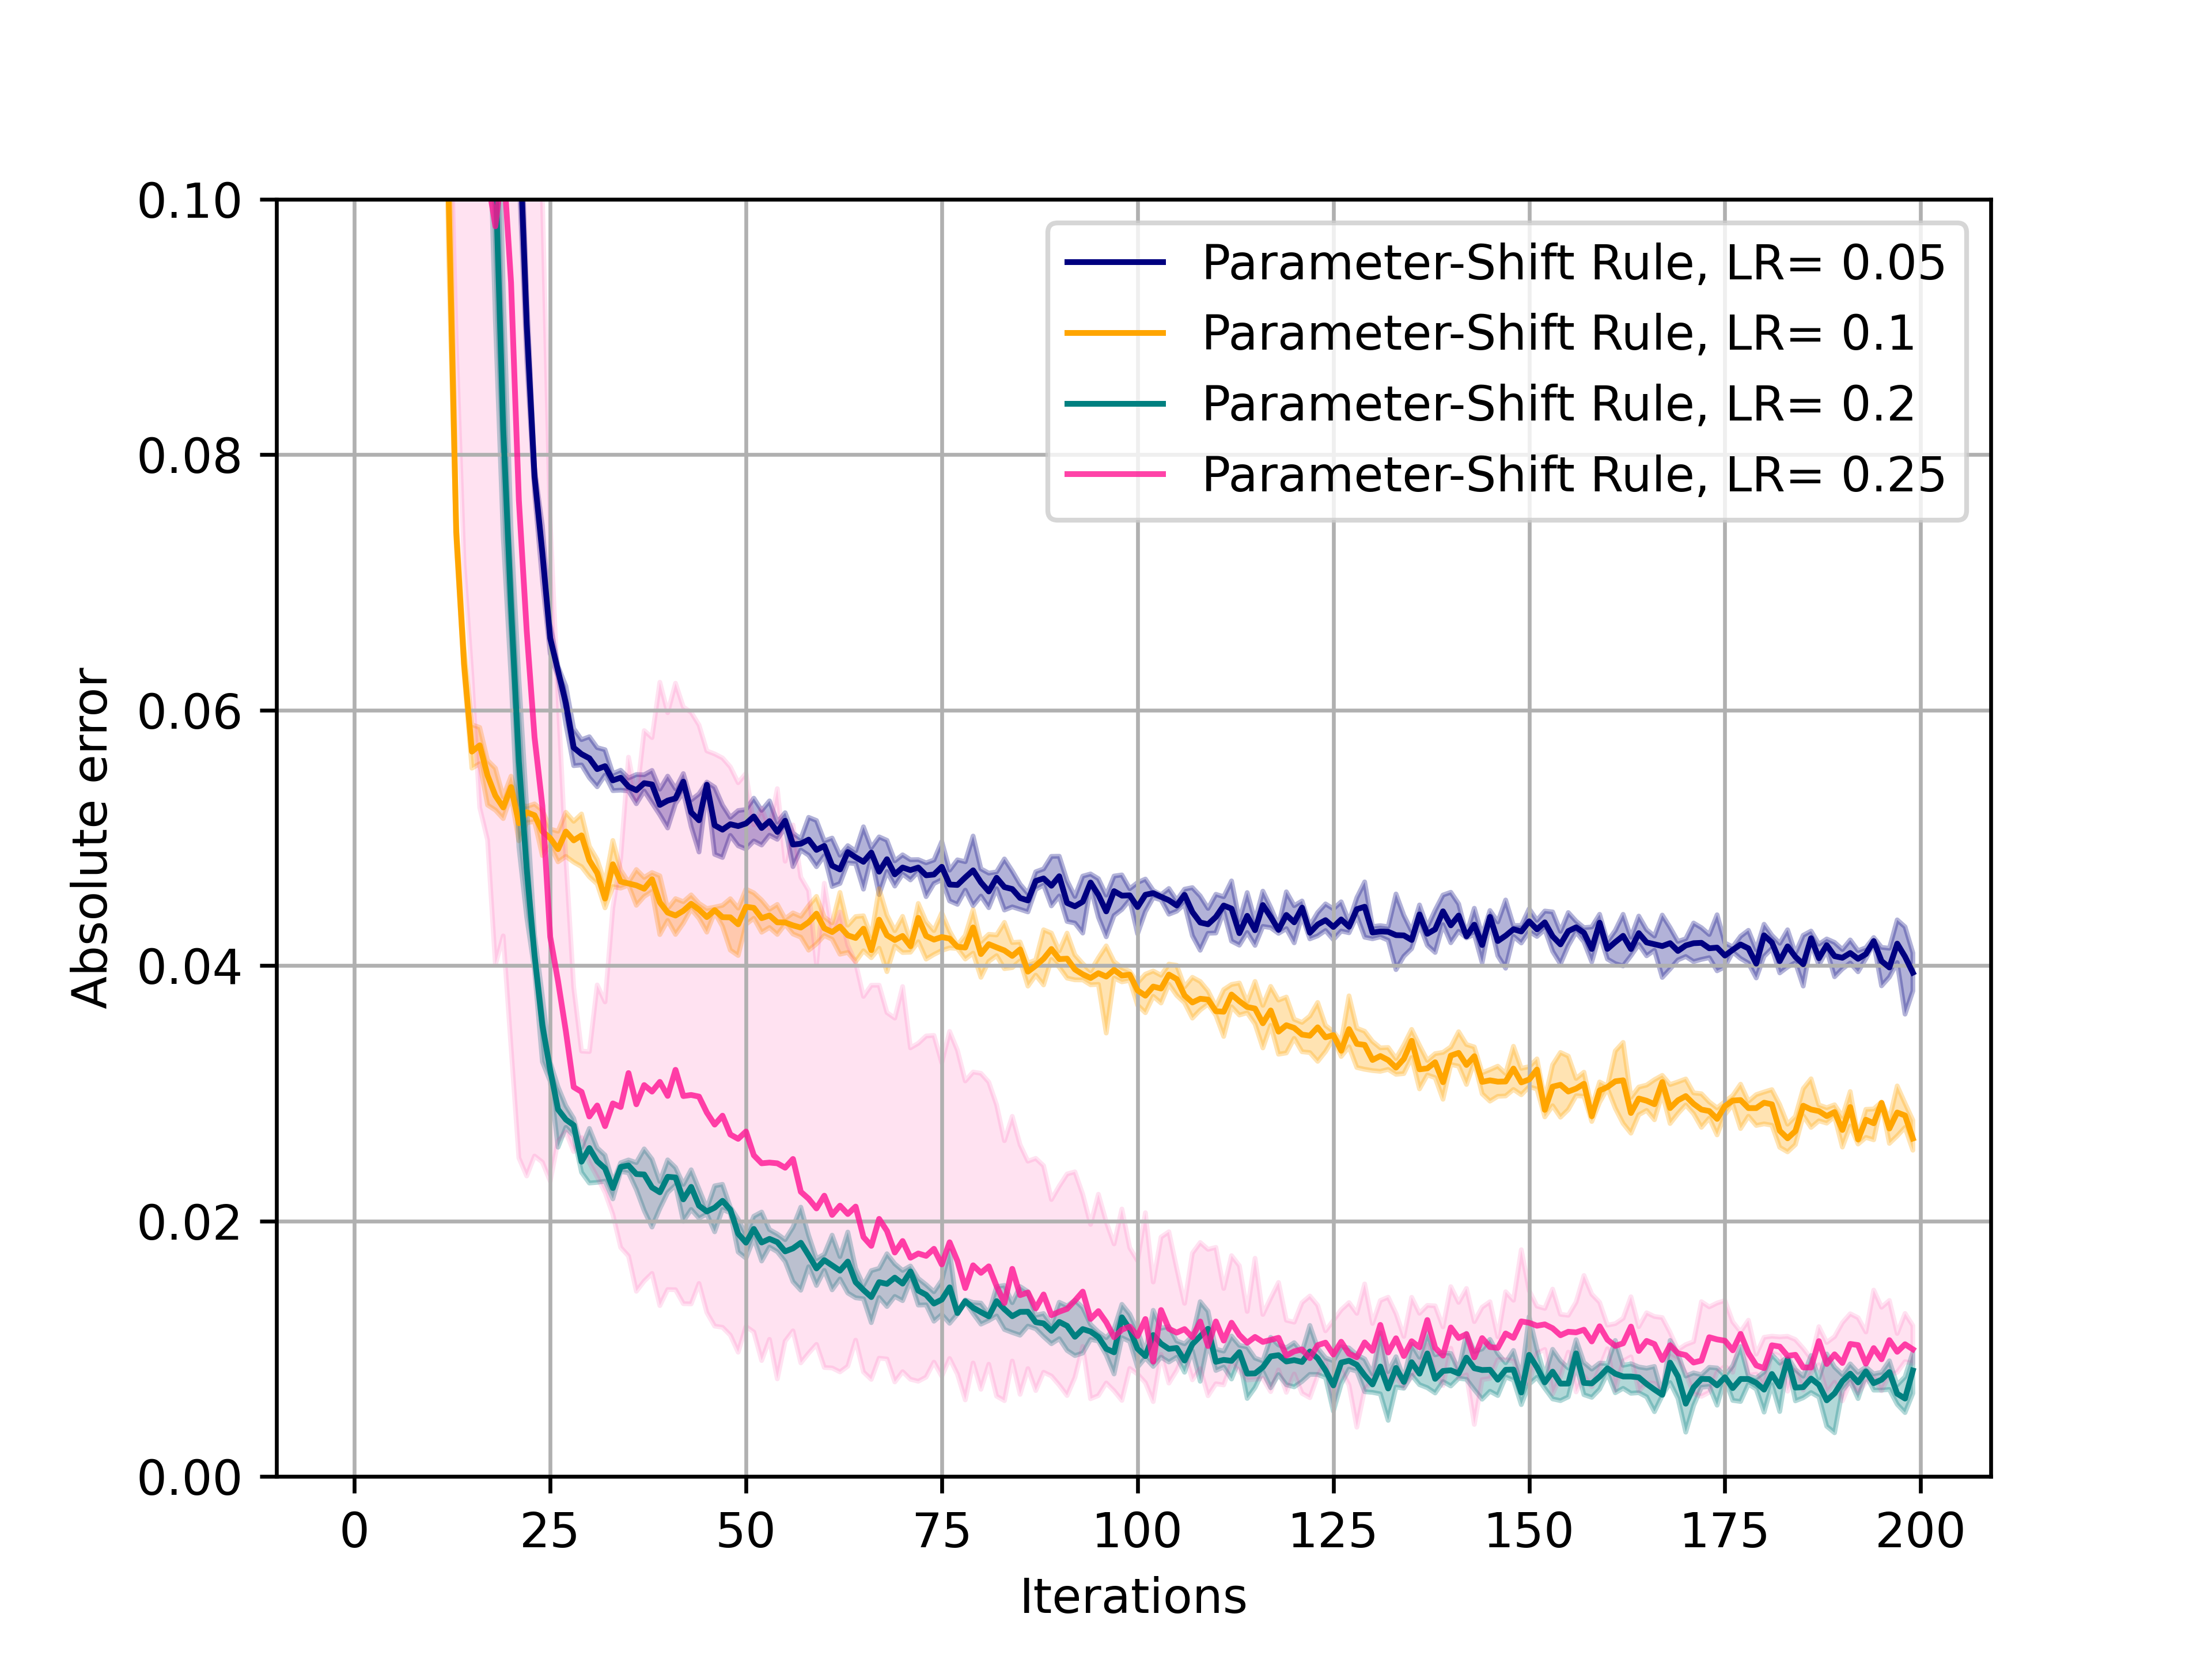 0.10
0.08
0.06
0.04
0.02
0.00
Absolute error
Parameter-Shift Rule, LR= 0.05
Parameter-Shift Rule, LR= 0.1
Parameter-Shift Rule, LR= 0.2
Parameter-Shift Rule, LR= 0.25
0 25 50 75 100 125 150 175 200
Iterations